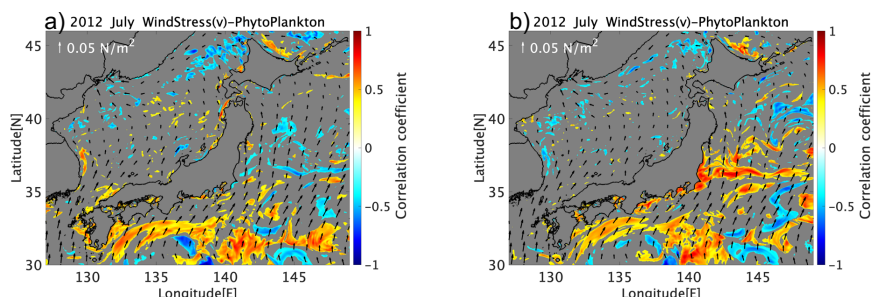 a) 2012 July WindStress(v)-PhytoPlankton
↑ 0.05 N/m²
45
40
35
30
Latitude[N]
130 135 140 145
Longitude[E]
1
0.5
0
−0.5
−1
Correlation coefficient
b) 2012 July WindStress(v)-PhytoPlankton
↑ 0.05 N/m²
45
40
35
30
Latitude[N]
130 135 140 145
Longitude[E]
1
0.5
0
−0.5
−1
Correlation coefficient